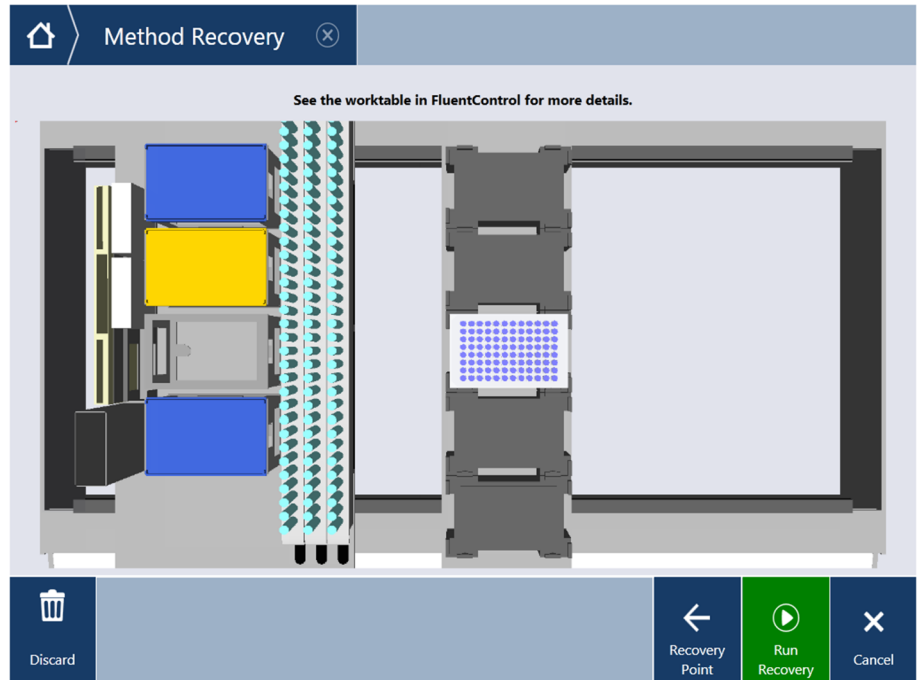 Method Recovery
See the worktable in FluentControl for more details.
Discard
Recovery
Point
Run
Recovery
Cancel